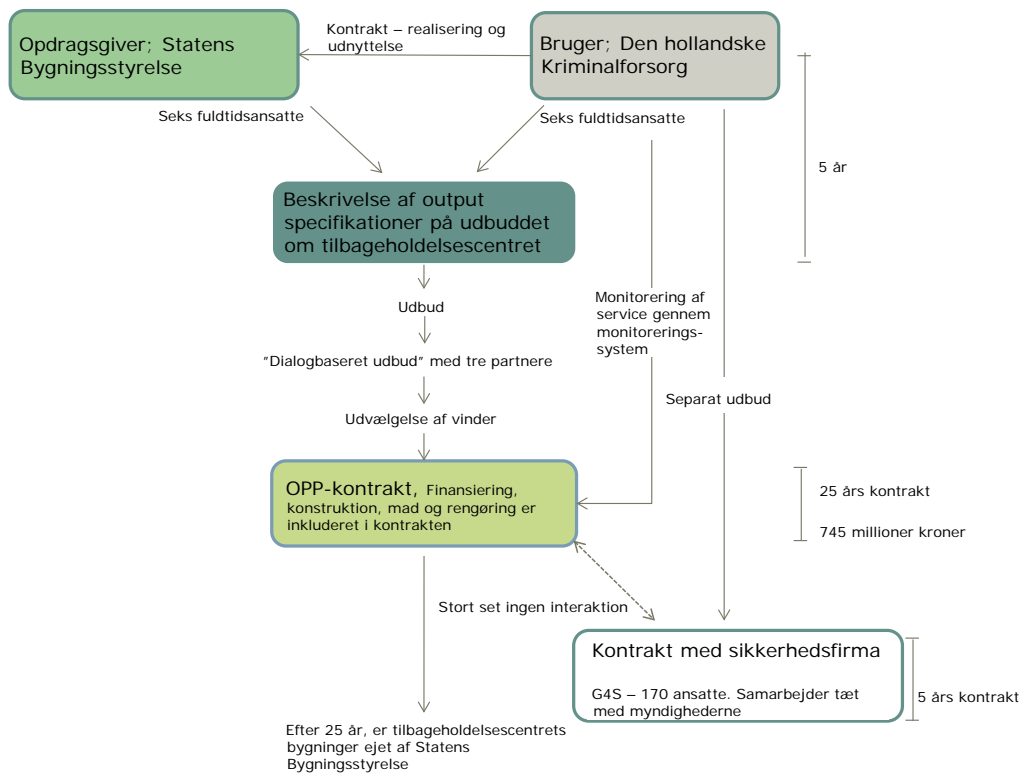 Opdragsgiver; Statens
Bygningsstyrelse
Kontrakt – realisering og
udnyttelse
Bruger; Den hollandske
Kriminalforsorg
Seks fuldtidsansatte
Seks fuldtidsansatte
5 år
Beskrivelse af output
specifikationer på udbuddet
om tilbageholdelsescentret
Udbud
Monitorering af
service gennem
monitorerings-
system
"Dialogbaseret udbud" med tre partnere
Separat udbud
Udvælgelse af vinder
OPP-kontrakt, Finansiering,
konstruktion, mad og rengøring er
inkluderet i kontrakten
25 års kontrakt
745 millioner kroner
Stort set ingen interaktion
Kontrakt med sikkerhedsfirma
G4S – 170 ansatte. Samarbejder tæt
med myndighederne
5 års kontrakt
Efter 25 år, er tilbageholdelsescentrets
bygninger ejet af Statens
Bygningsstyrelse